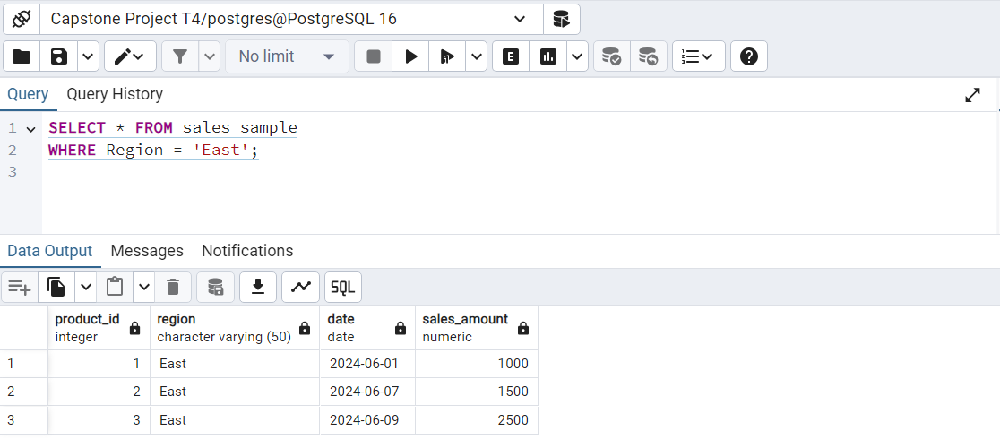 Capstone Project T4/postgres@PostgreSQL 16
No limit
E
Query Query History
1 SELECT * FROM sales_sample
2 WHERE Region = 'East';
3
Data Output Messages Notifications
SQL
product_id region date sales_amount
integer character varying (50) date numeric
1 1 East 2024-06-01 1000
2 2 East 2024-06-07 1500
3 3 East 2024-06-09 2500